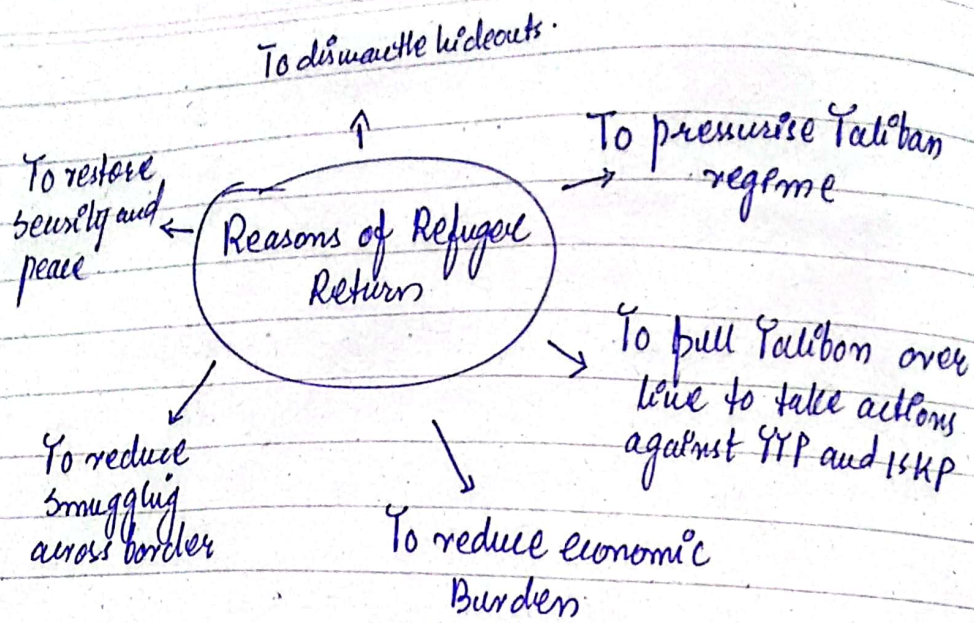 To dismantle hideouts.
To pressurise Taliban
regime
To restore
security and
peace
Reasons of Refugee
Return
To pull Taliban over
line to take actions
against TTP and ISKP
To reduce
smuggling
across border
To reduce economic
Burden